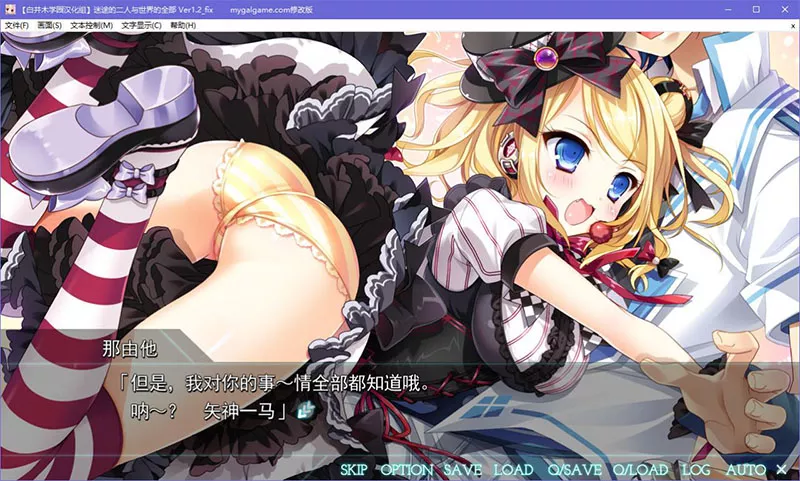 【白井木学园汉化组】迷途的二人与世界的全部 Ver1.2_fix mygalgame.com修改版
文件(F) 画面(S) 文本控制(M) 文字显示(C) 帮助(H)
那由他
「但是，我对你的事～情全部都知道哦。
呐～？ 矢神一马」
SKIP OPTION SAVE LOAD Q/SAVE Q/LOAD LOG AUTO